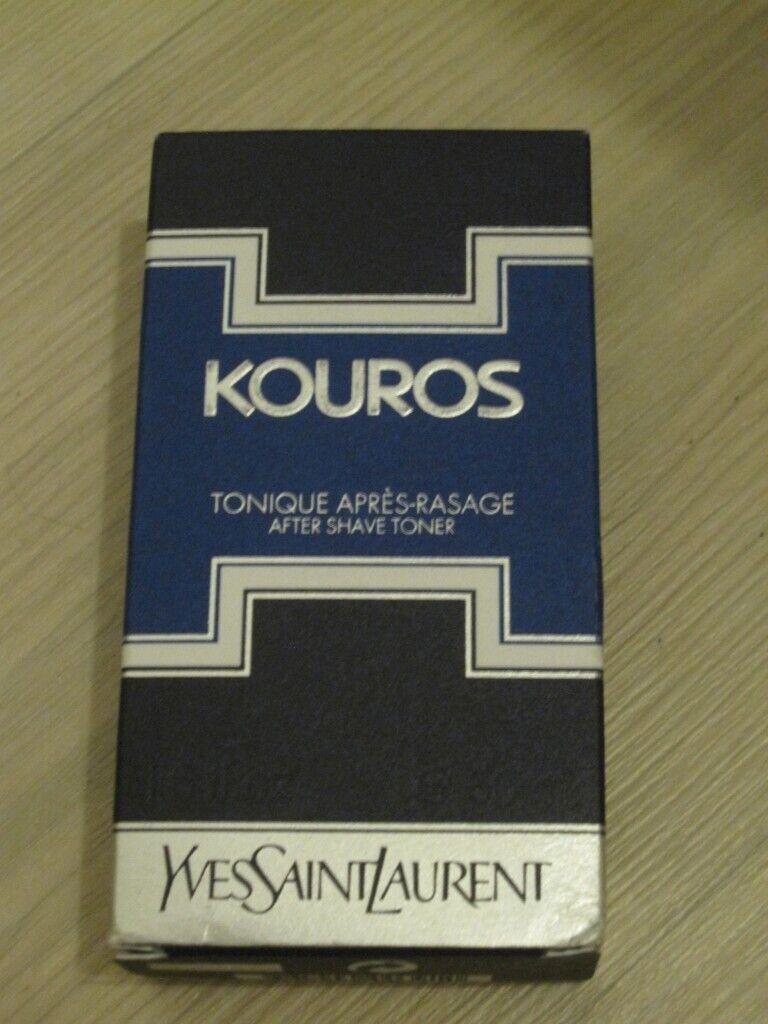 KOUROS
TONIQUE APRÈS-RASAGE
AFTER SHAVE TONER
YVESSAINTLAURENT